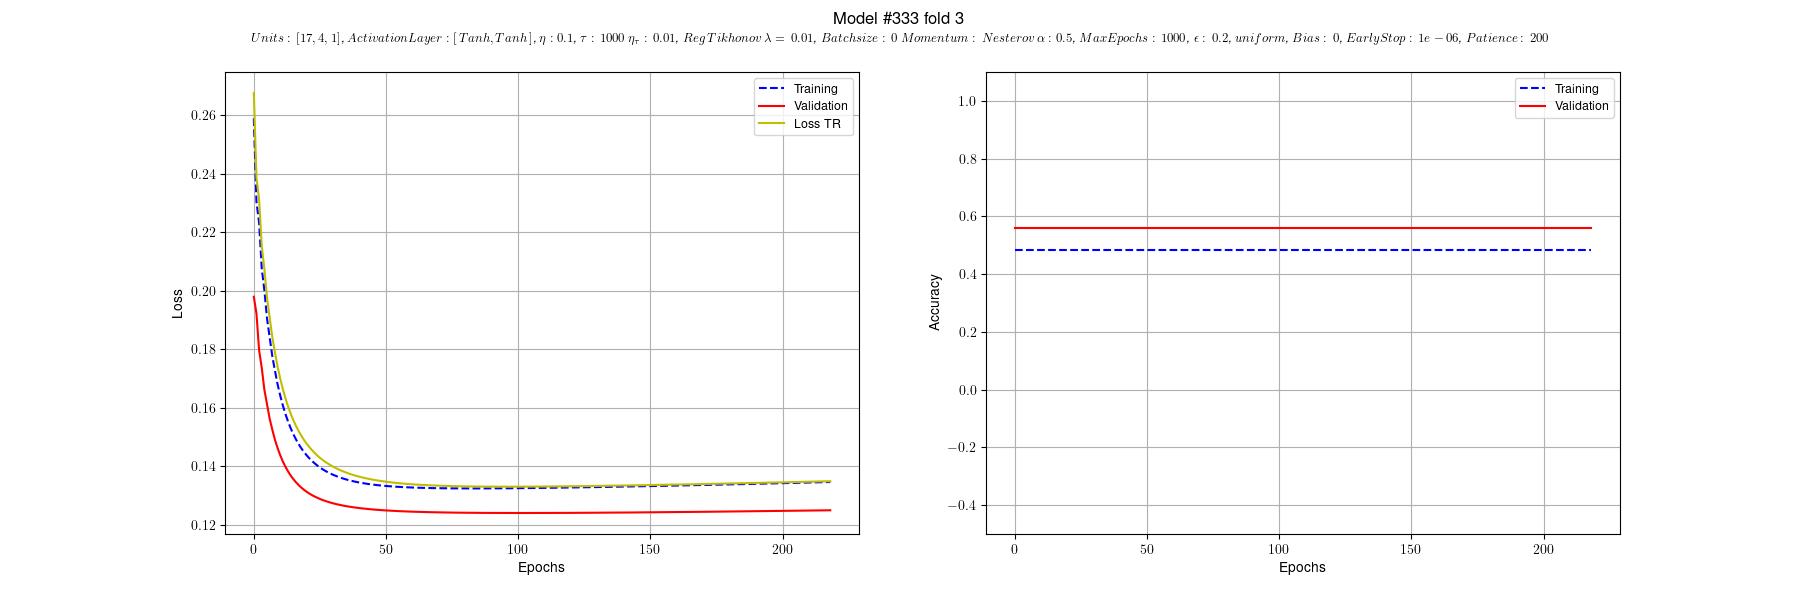 Model #333 fold 3
Units : [17, 4, 1], ActivationLayer : [Tanh, Tanh], η : 0.1, τ : 1000 η_τ : 0.01, RegTikhonov λ = 0.01, Batchsize : 0 Momentum : Nesterov α : 0.5, MaxEpochs : 1000, ϵ : 0.2, uniform, Bias : 0, EarlyStop : 1e − 06, Patience : 200
Training
Validation
Loss TR
0.26
0.24
0.22
0.20
0.18
0.16
0.14
0.12
Loss
0 50 100 150 200
Epochs
Training
Validation
1.0
0.8
0.6
0.4
0.2
0.0
−0.2
−0.4
Accuracy
0 50 100 150 200
Epochs